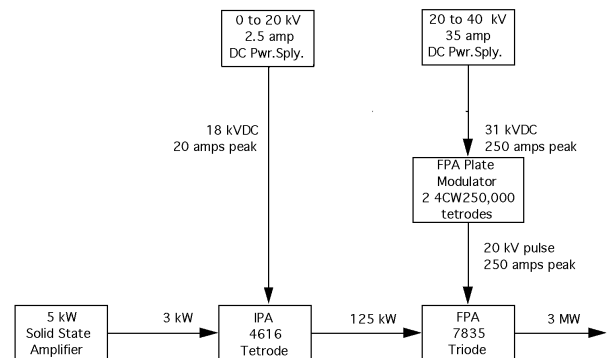 0 to 20 kV
2.5 amp
DC Pwr.Sply.
20 to 40 kV
35 amp
DC Pwr.Sply.
18 kVDC
20 amps peak
31 kVDC
250 amps peak
FPA Plate
Modulator
2 4CW250,000
tetrodes
20 kV pulse
250 amps peak
5 kW
Solid State
Amplifier
3 kW
IPA
4616
Tetrode
125 kW
FPA
7835
Triode
3 MW